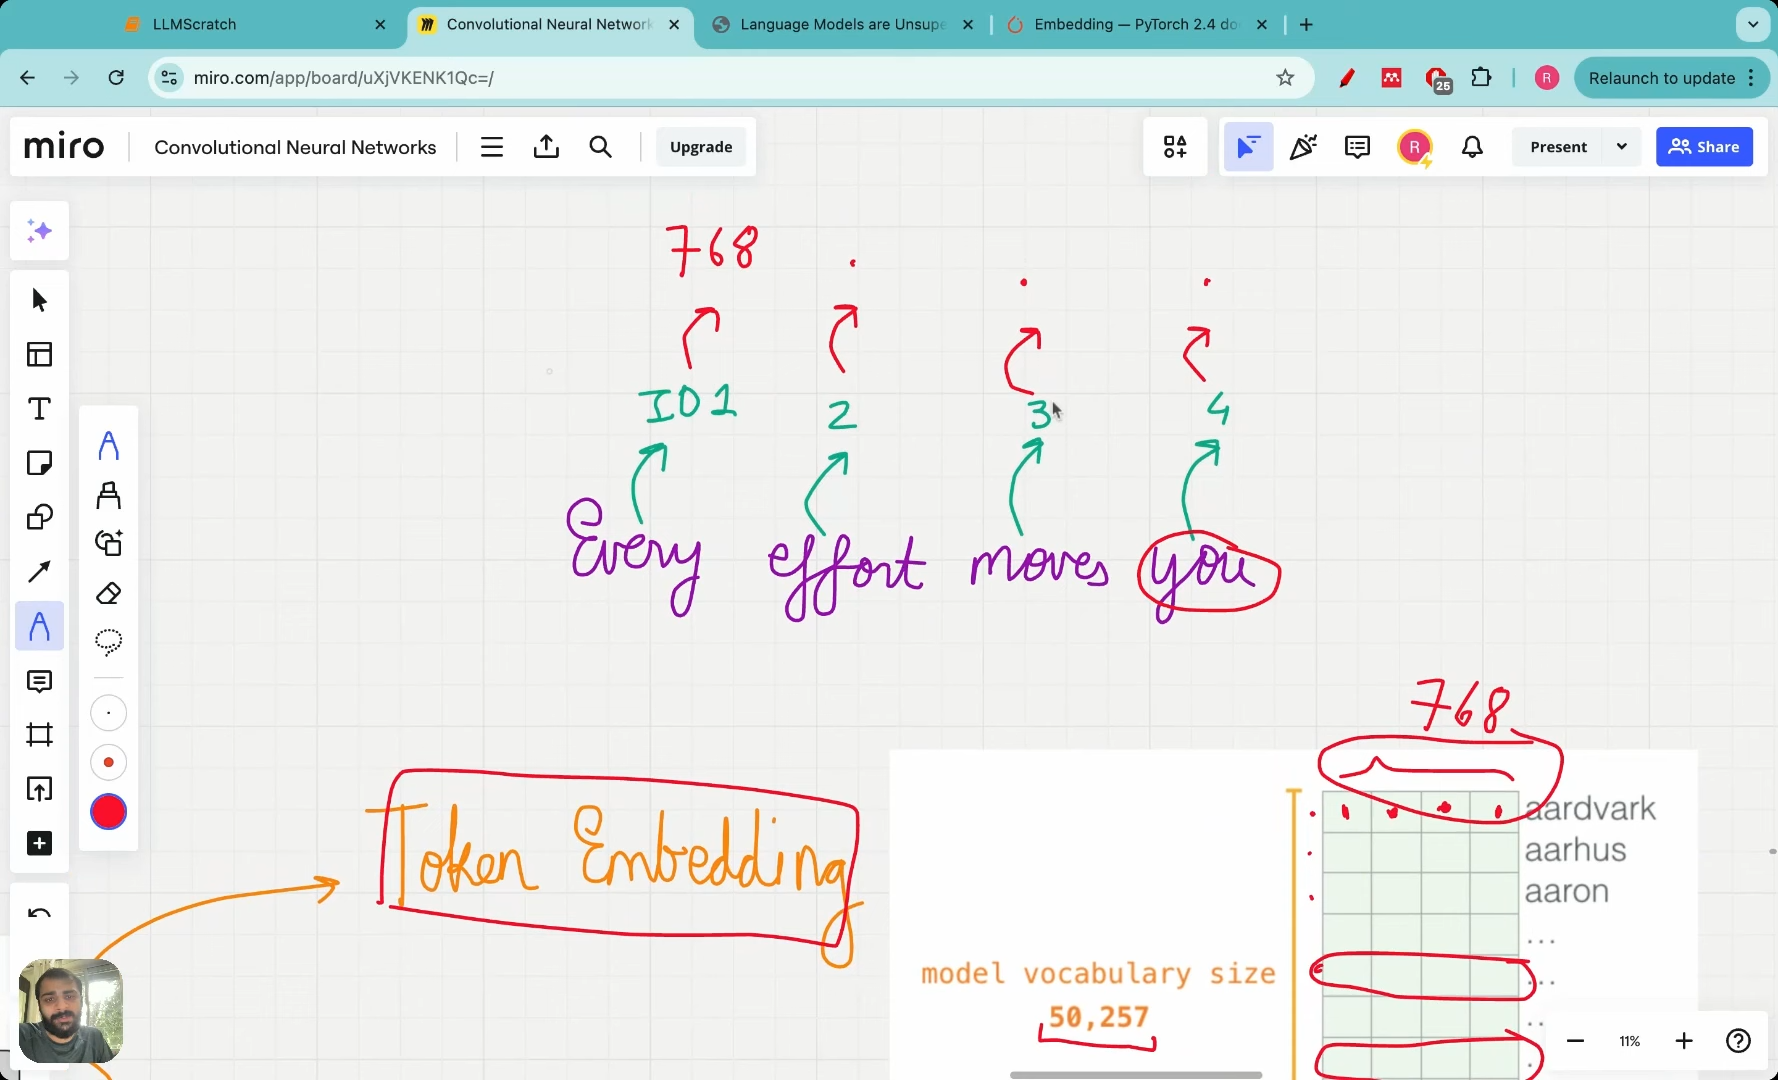 LLMScratch
Convolutional Neural Network
Language Models are Unsupe
Embedding — PyTorch 2.4 do
miro.com/app/board/uXjVKENK1Qc=/
25
R
Relaunch to update
miro
Convolutional Neural Networks
Upgrade
R
Present
Share
768
ID1 2 3 4
Every effort moves you
768
Token Embedding
aardvark
aarhus
aaron
...
model vocabulary size
...
50,257
..
11%